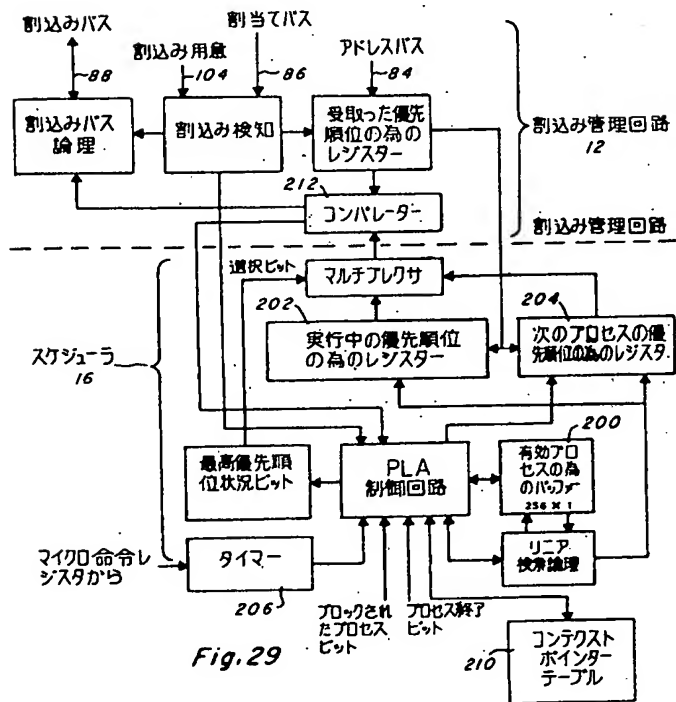 割込みバス
割当てバス
割込み用急
アドレスバス
88
104
86
84
割込みバス
論理
割込み検知
受取った優先
順位の為の
レジスター
割込み管理回路
12
212
コンパレーター
割込み管理回路
選択ビット
マルチプレクサ
202
204
実行中の優先順位
の為のレジスター
次のプロセスの優
先順位の為のレジスタ
スケジューラ
16
200
最高優先順
位状況ビット
PLA
制御回路
有効プロ
セスの為
のバッファ
256×1
マイクロ命令レ
ジスタから
タイマー
リニア
検索論理
206
ブロックされ
たプロセス
ビット
プロセス終了
ビット
Fig.29
210
コンテクスト
ポインター
テーブル